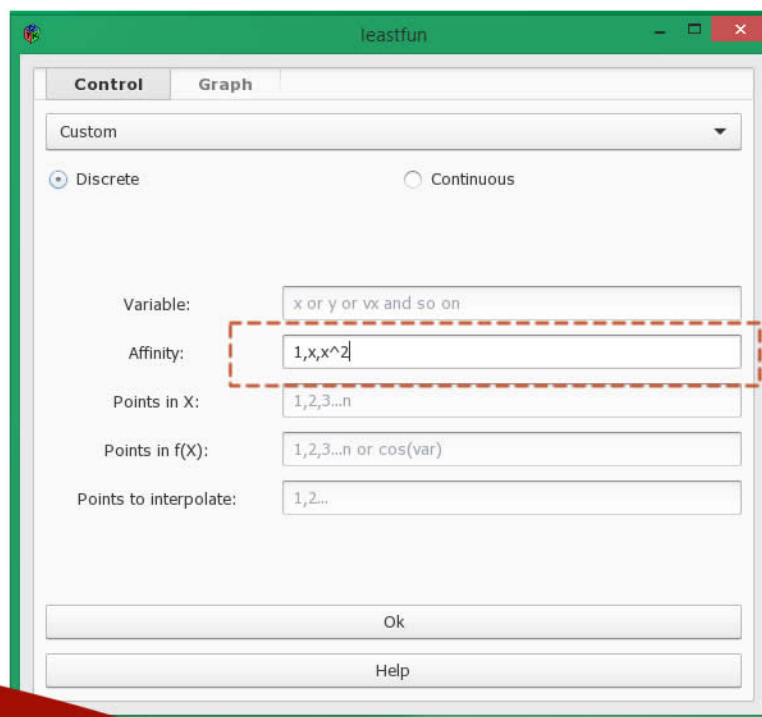 leastfun
Control Graph
Custom
Discrete Continuous
Variable: x or y or vx and so on
Affinity: 1,x,x^2
Points in X: 1,2,3...n
Points in f(X): 1,2,3...n or cos(var)
Points to interpolate: 1,2...
Ok
Help